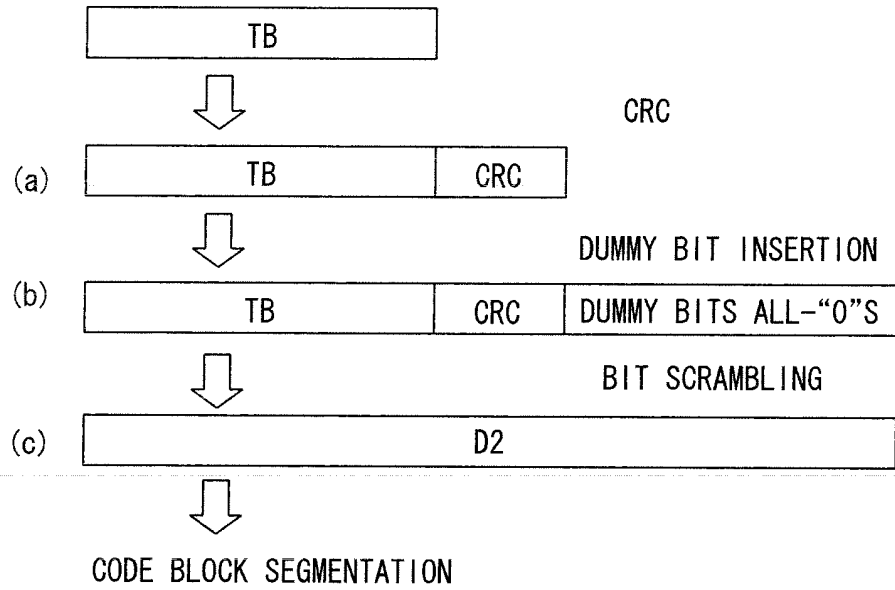 TB
CRC
(a) TB CRC
DUMMY BIT INSERTION
(b) TB CRC DUMMY BITS ALL-“0”S
BIT SCRAMBLING
(c) D2
CODE BLOCK SEGMENTATION